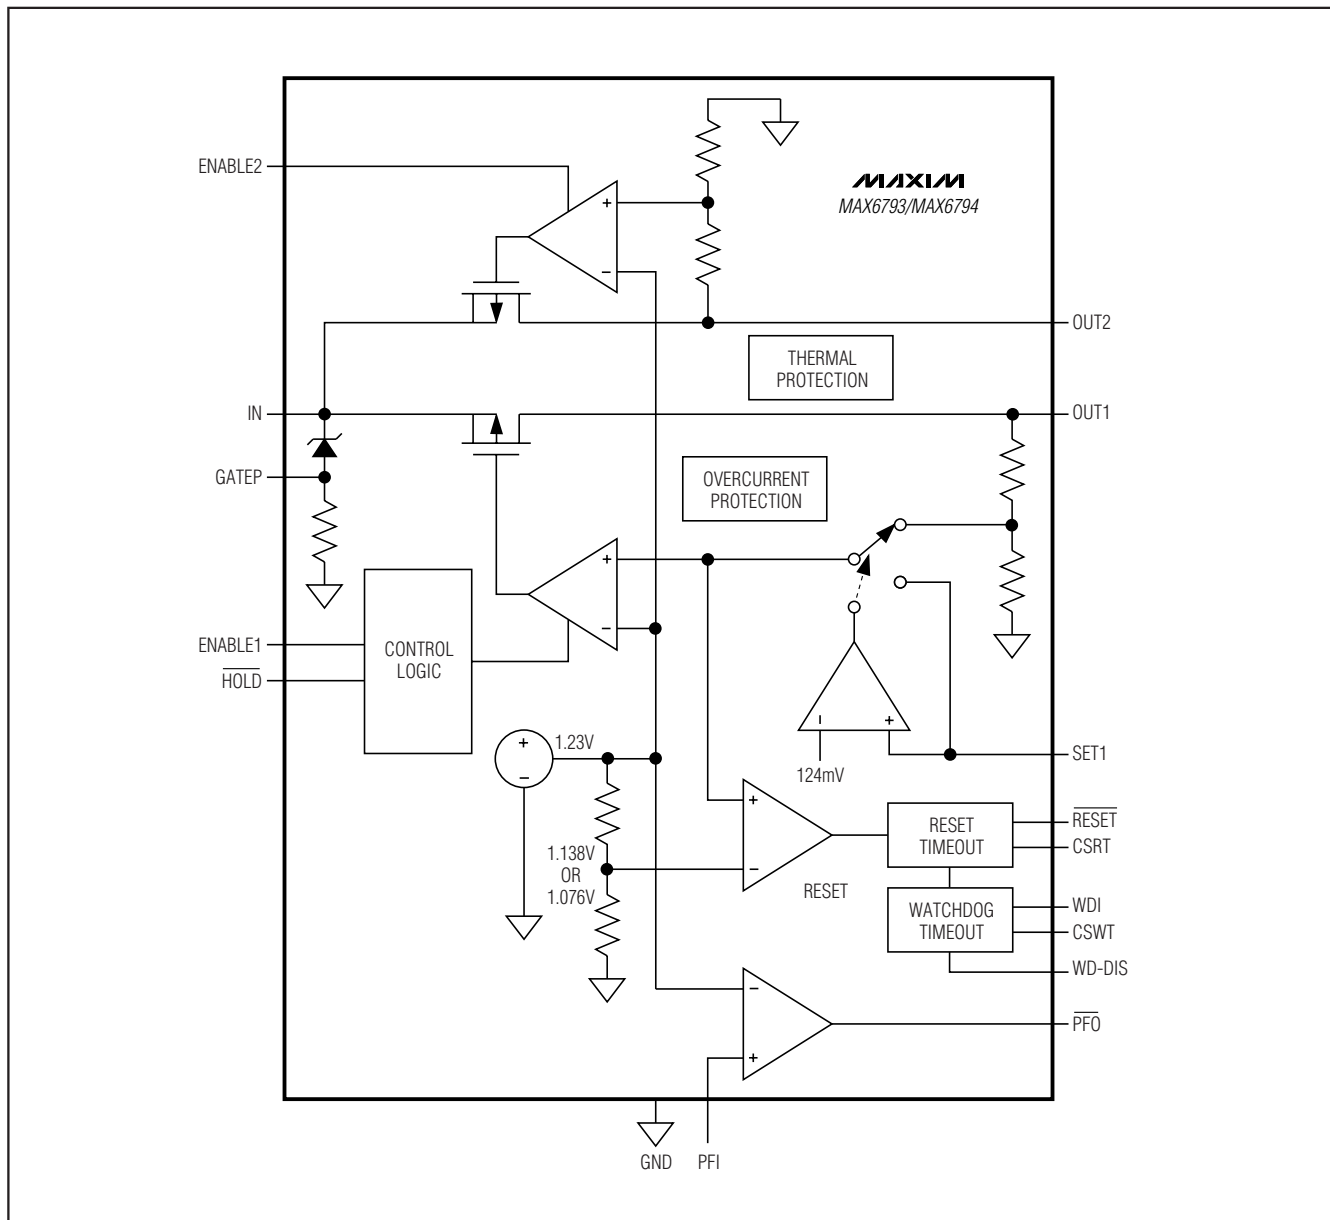 MAXIM
MAX6793/MAX6794
ENABLE2
+
−
OUT2
THERMAL
PROTECTION
IN
OUT1
GATEP
OVERCURRENT
PROTECTION
+
−
ENABLE1
HOLD
CONTROL
LOGIC
− +
124mV
SET1
+
−
1.23V
1.138V
OR
1.076V
+
−
RESET
RESET
TIMEOUT
RESET
CSRT
WATCHDOG
TIMEOUT
WDI
CSWT
WD-DIS
−
+
PFO
GND
PFI